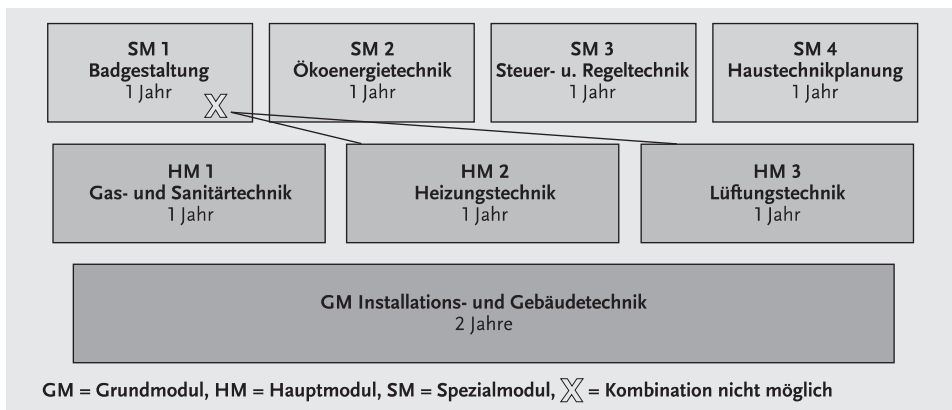 SM 1
Badgestaltung
1 Jahr
X
SM 2
Ökoenergietechnik
1 Jahr
SM 3
Steuer- u. Regeltechnik
1 Jahr
SM 4
Haustechnikplanung
1 Jahr
HM 1
Gas- und Sanitärtechnik
1 Jahr
HM 2
Heizungstechnik
1 Jahr
HM 3
Lüftungstechnik
1 Jahr
GM Installations- und Gebäudetechnik
2 Jahre
GM = Grundmodul, HM = Hauptmodul, SM = Spezialmodul, X = Kombination nicht möglich